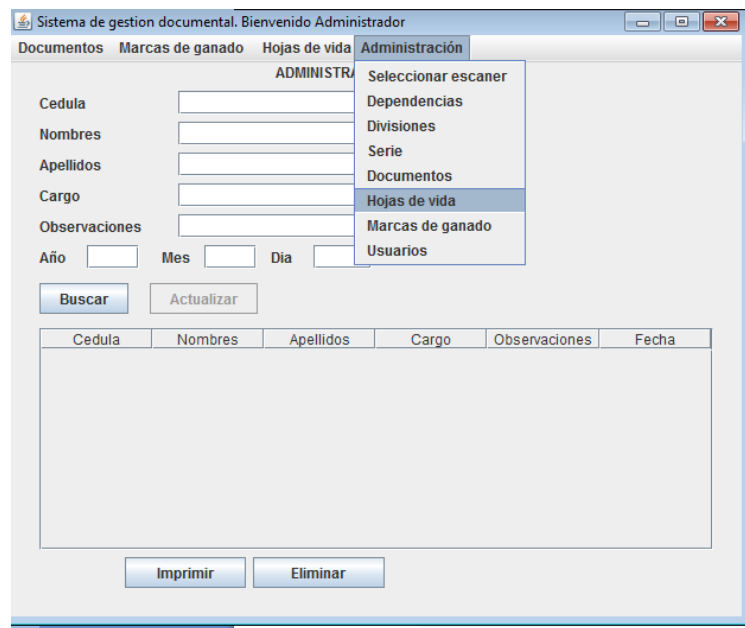 Sistema de gestion documental. Bienvenido Administrador
Documentos Marcas de ganado Hojas de vida Administración
ADMINISTRA
Seleccionar escaner
Dependencias
Divisiones
Serie
Documentos
Hojas de vida
Marcas de ganado
Usuarios
Cedula
Nombres
Apellidos
Cargo
Observaciones
Año Mes Dia
Buscar Actualizar
Cedula Nombres Apellidos Cargo Observaciones Fecha
Imprimir Eliminar